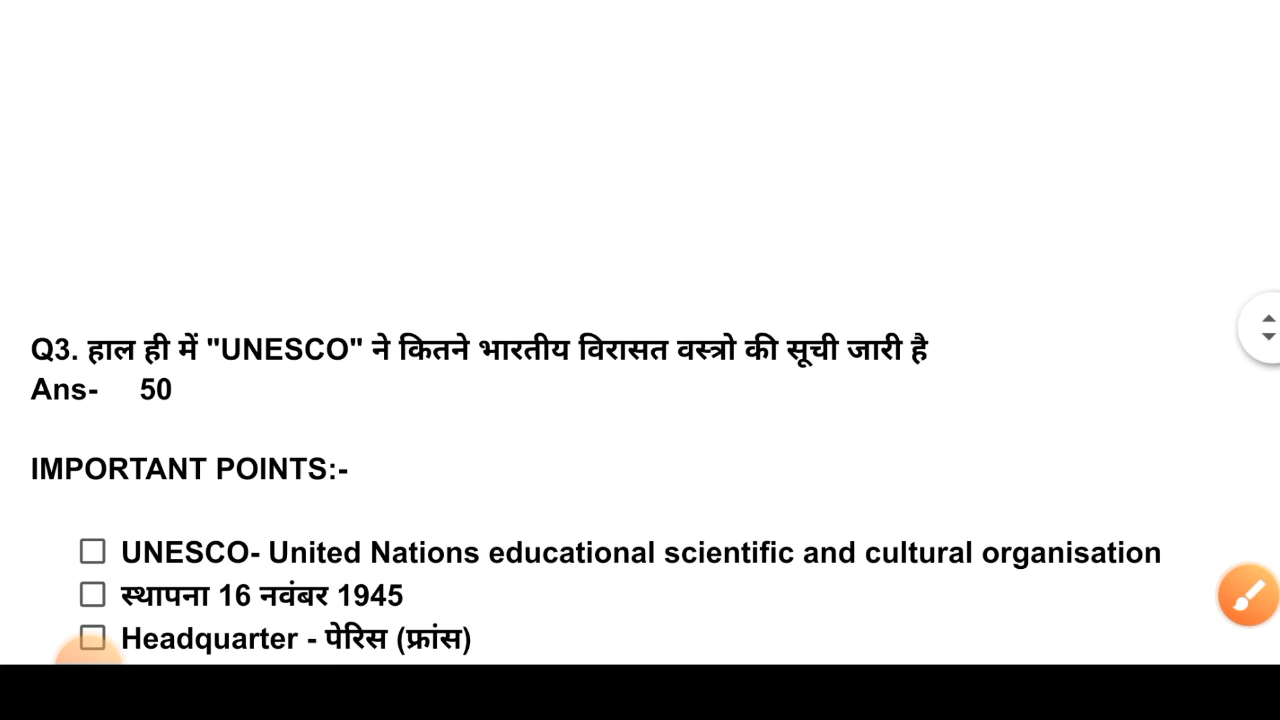 Q3. हाल ही में "UNESCO" ने कितने भारतीय विरासत वस्त्रो की सूची जारी है
Ans- 50
IMPORTANT POINTS:-
UNESCO- United Nations educational scientific and cultural organisation
स्थापना 16 नवंबर 1945
Headquarter - पेरिस (फ्रांस)